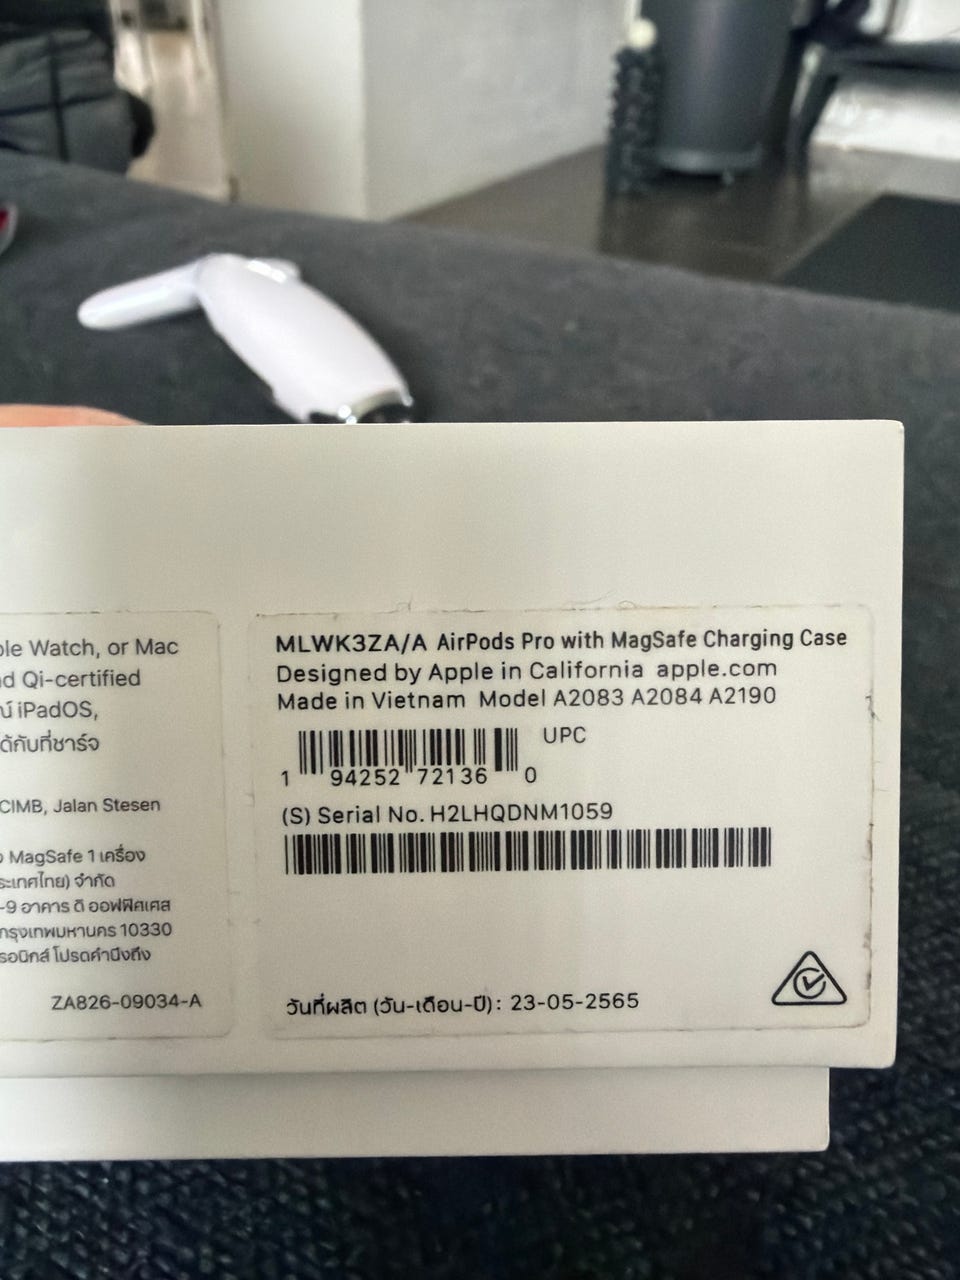 ble Watch, or Mac
nd Qi-certified
น์ iPadOS,
ด้กับที่ชาร์จ
CIMB, Jalan Stesen
MagSafe 1 เครื่อง
ระเทศไทย) จำกัด
-9 อาคาร ดิ ออฟฟิศเศส
กรุงเทพมหานคร 10330
รอนิกส์ โปรดคำนึงถึง
ZA826-09034-A
MLWK3ZA/A AirPods Pro with MagSafe Charging Case
Designed by Apple in California apple.com
Made in Vietnam Model A2083 A2084 A2190
UPC
1 94252 72136 0
(S) Serial No. H2LHQDNM1059
วันที่ผลิต (วัน-เดือน-ปี): 23-05-2565